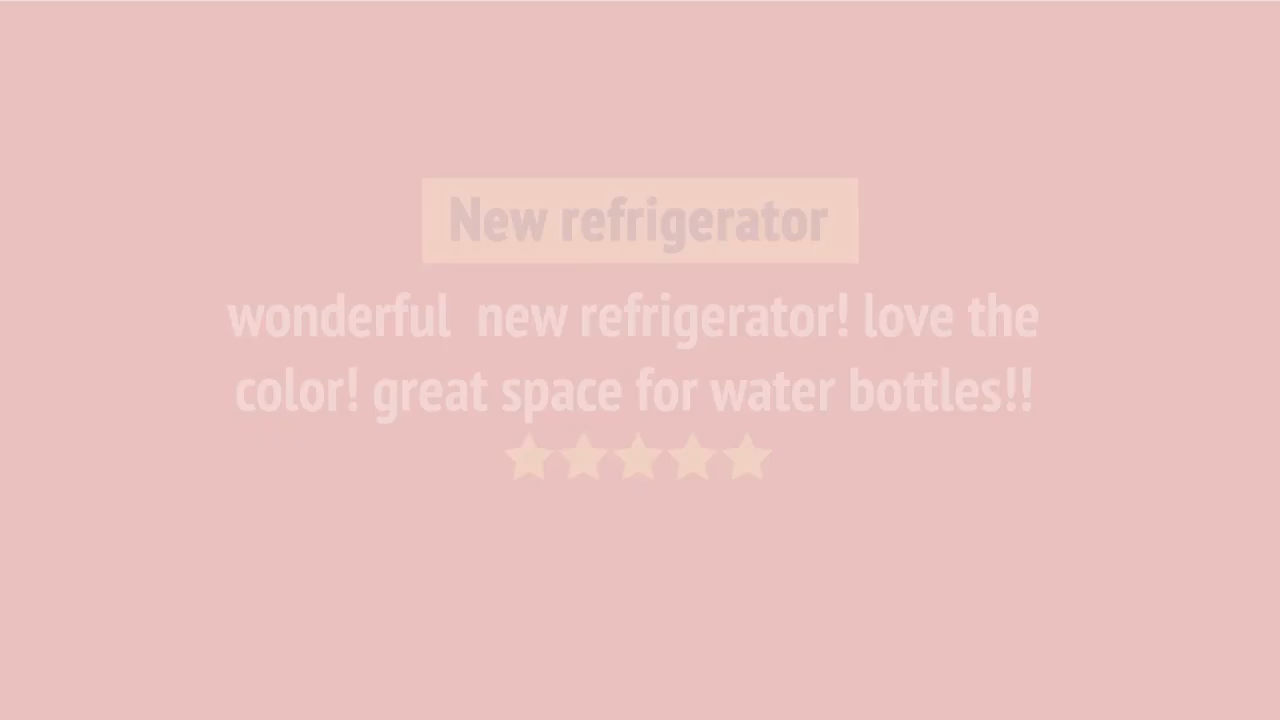 New refrigerator
wonderful  new refrigerator! love the
color! great space for water bottles!!